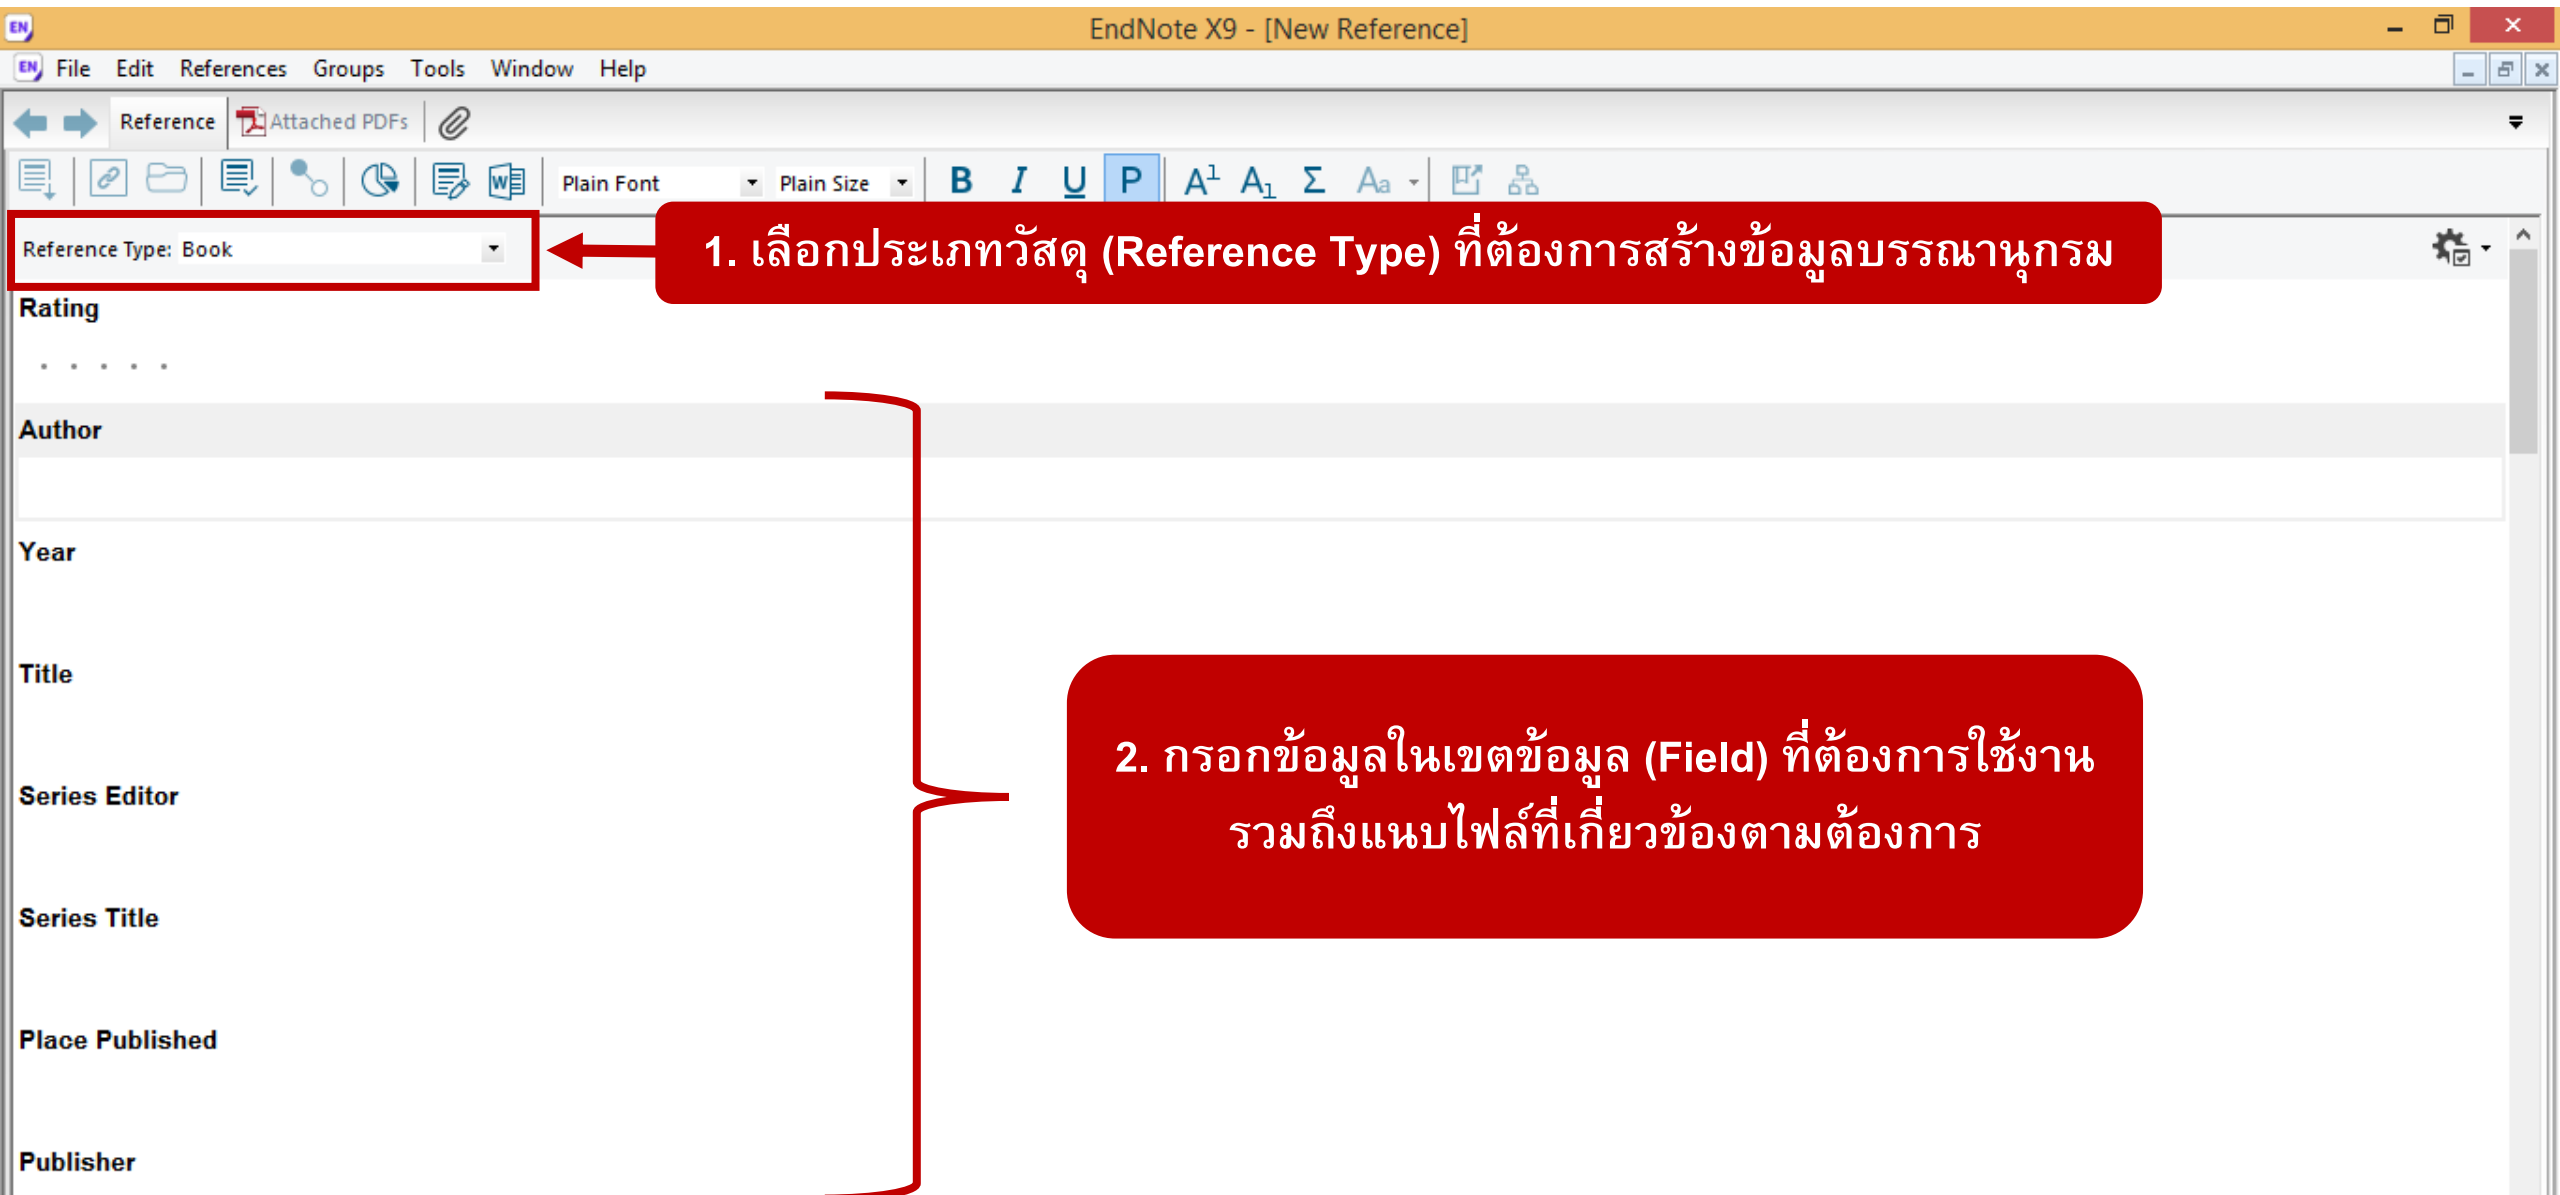 EndNote X9 - [New Reference]
File Edit References Groups Tools Window Help
Reference Attached PDFs
Plain Font Plain Size B I U P A¹ A₁ Σ Aa
Reference Type: Book
1. เลือกประเภทวัสดุ (Reference Type) ที่ต้องการสร้างข้อมูลบรรณานุกรม
Rating
Author
Year
Title
2. กรอกข้อมูลในเขตข้อมูล (Field) ที่ต้องการใช้งาน
รวมถึงแนบไฟล์ที่เกี่ยวข้องตามต้องการ
Series Editor
Series Title
Place Published
Publisher